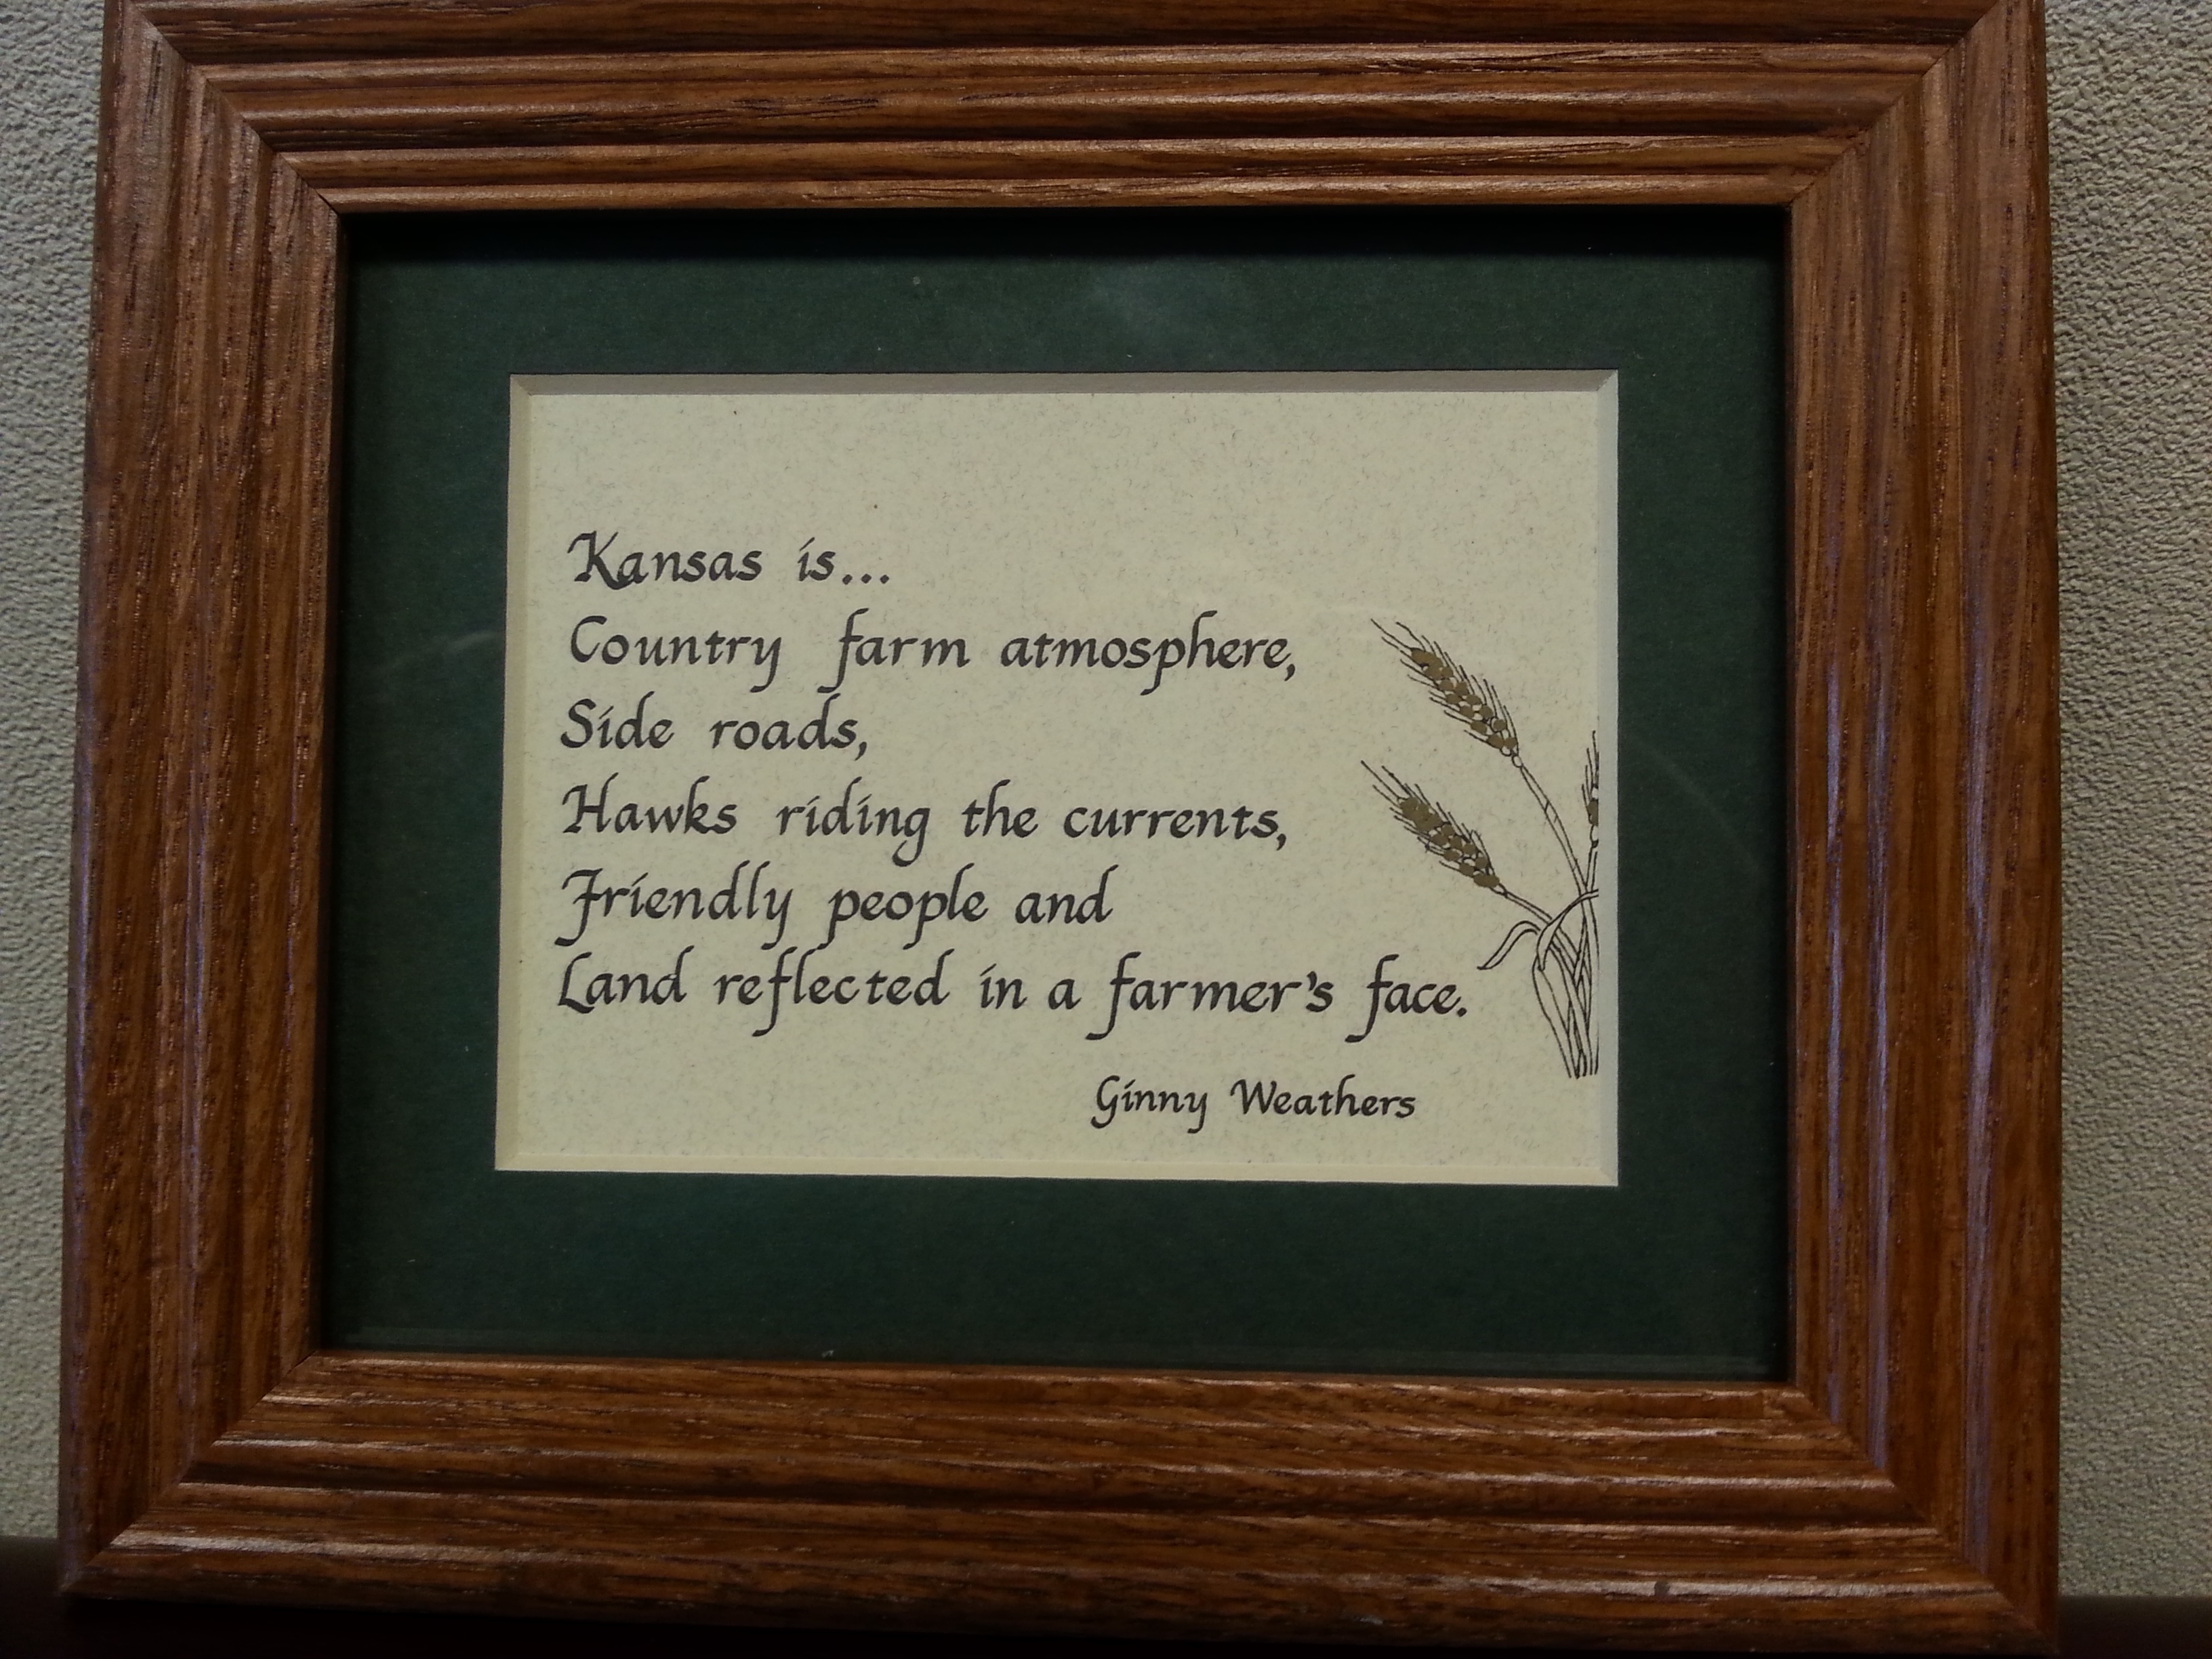 Kansas is...
Country farm atmosphere,
Side roads,
Hawks riding the currents,
Friendly people and
Land reflected in a farmer's face.
Ginny Weathers